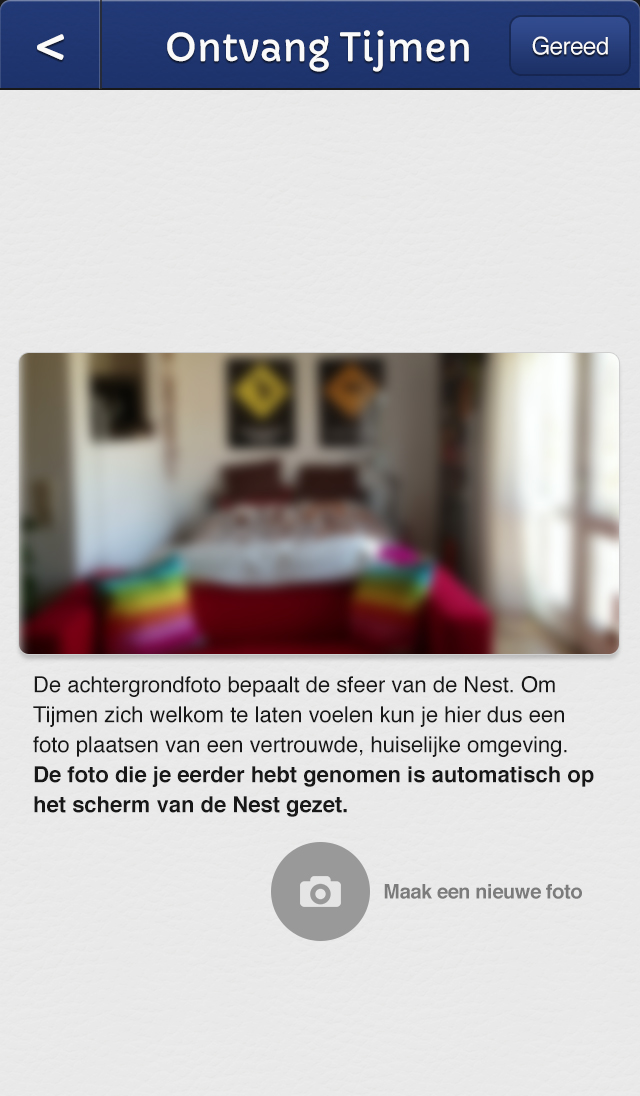 <
Ontvang Tijmen
Gereed
De achtergrondfoto bepaalt de sfeer van de Nest. Om
Tijmen zich welkom te laten voelen kun je hier dus een
foto plaatsen van een vertrouwde, huiselijke omgeving.
De foto die je eerder hebt genomen is automatisch op
het scherm van de Nest gezet.
Maak een nieuwe foto